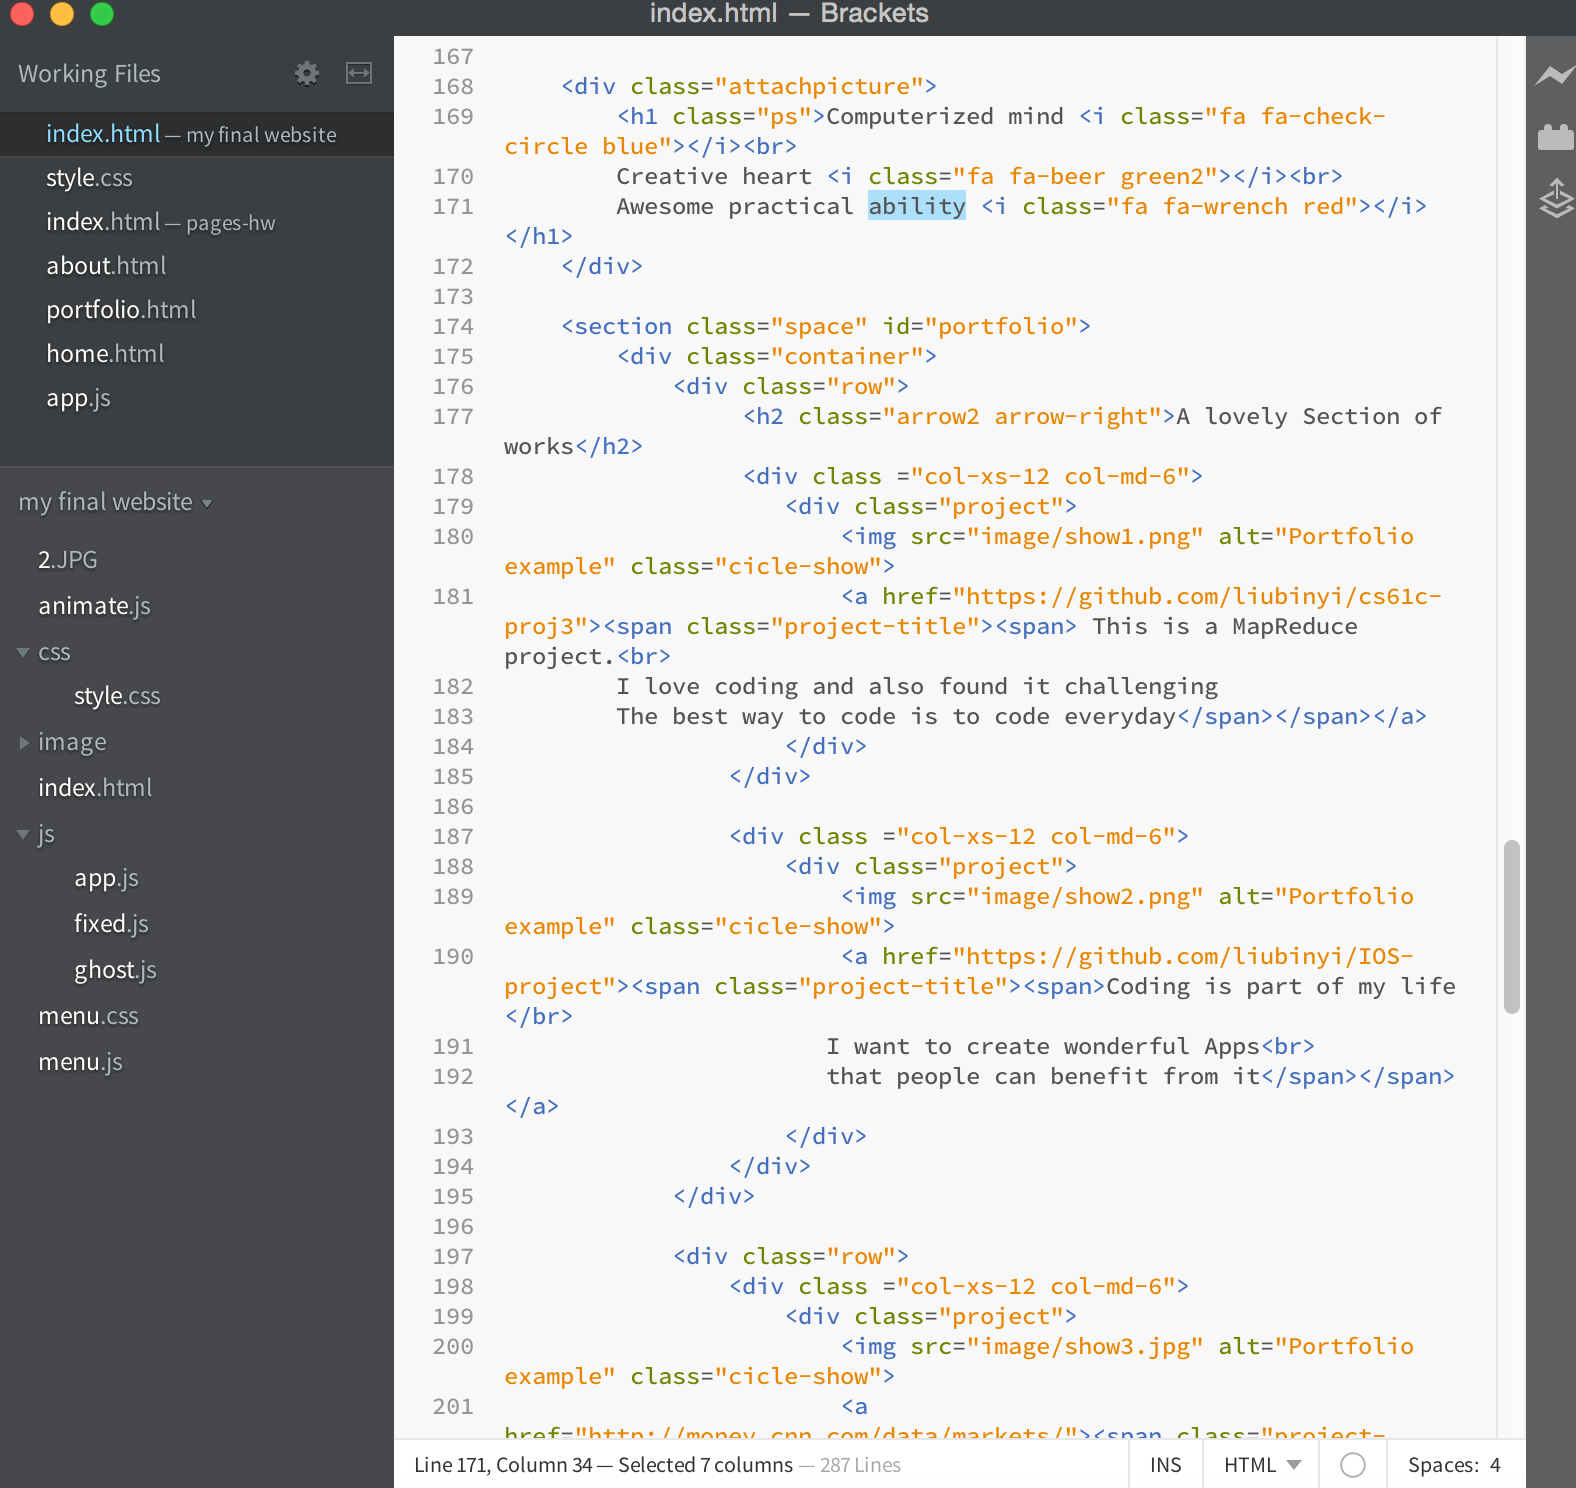 index.html — Brackets
Working Files
index.html — my final website
style.css
index.html — pages-hw
about.html
portfolio.html
home.html
app.js
my final website
2.JPG
animate.js
css
style.css
image
index.html
js
app.js
fixed.js
ghost.js
menu.css
menu.js
167
168 <div class="attachpicture">
169 <h1 class="ps">Computerized mind <i class="fa fa-check-
circle blue"></i><br>
170 Creative heart <i class="fa fa-beer green2"></i><br>
171 Awesome practical ability <i class="fa fa-wrench red"></i>
</h1>
172 </div>
173
174 <section class="space" id="portfolio">
175 <div class="container">
176 <div class="row">
177 <h2 class="arrow2 arrow-right">A lovely Section of
works</h2>
178 <div class ="col-xs-12 col-md-6">
179 <div class="project">
180 <img src="image/show1.png" alt="Portfolio
example" class="cicle-show">
181 <a href="https://github.com/liubinyi/cs61c-
proj3"><span class="project-title"><span> This is a MapReduce
project.<br>
182 I love coding and also found it challenging
183 The best way to code is to code everyday</span></span></a>
184 </div>
185 </div>
186
187 <div class ="col-xs-12 col-md-6">
188 <div class="project">
189 <img src="image/show2.png" alt="Portfolio
example" class="cicle-show">
190 <a href="https://github.com/liubinyi/IOS-
project"><span class="project-title"><span>Coding is part of my life
</br>
191 I want to create wonderful Apps<br>
192 that people can benefit from it</span></span>
</a>
193 </div>
194 </div>
195 </div>
196
197 <div class="row">
198 <div class ="col-xs-12 col-md-6">
199 <div class="project">
200 <img src="image/show3.jpg" alt="Portfolio
example" class="cicle-show">
201 <a
href="http://money.cnn.com/data/markets/"><span class="project-
Line 171, Column 34 — Selected 7 columns — 287 Lines
INS
HTML
Spaces: 4